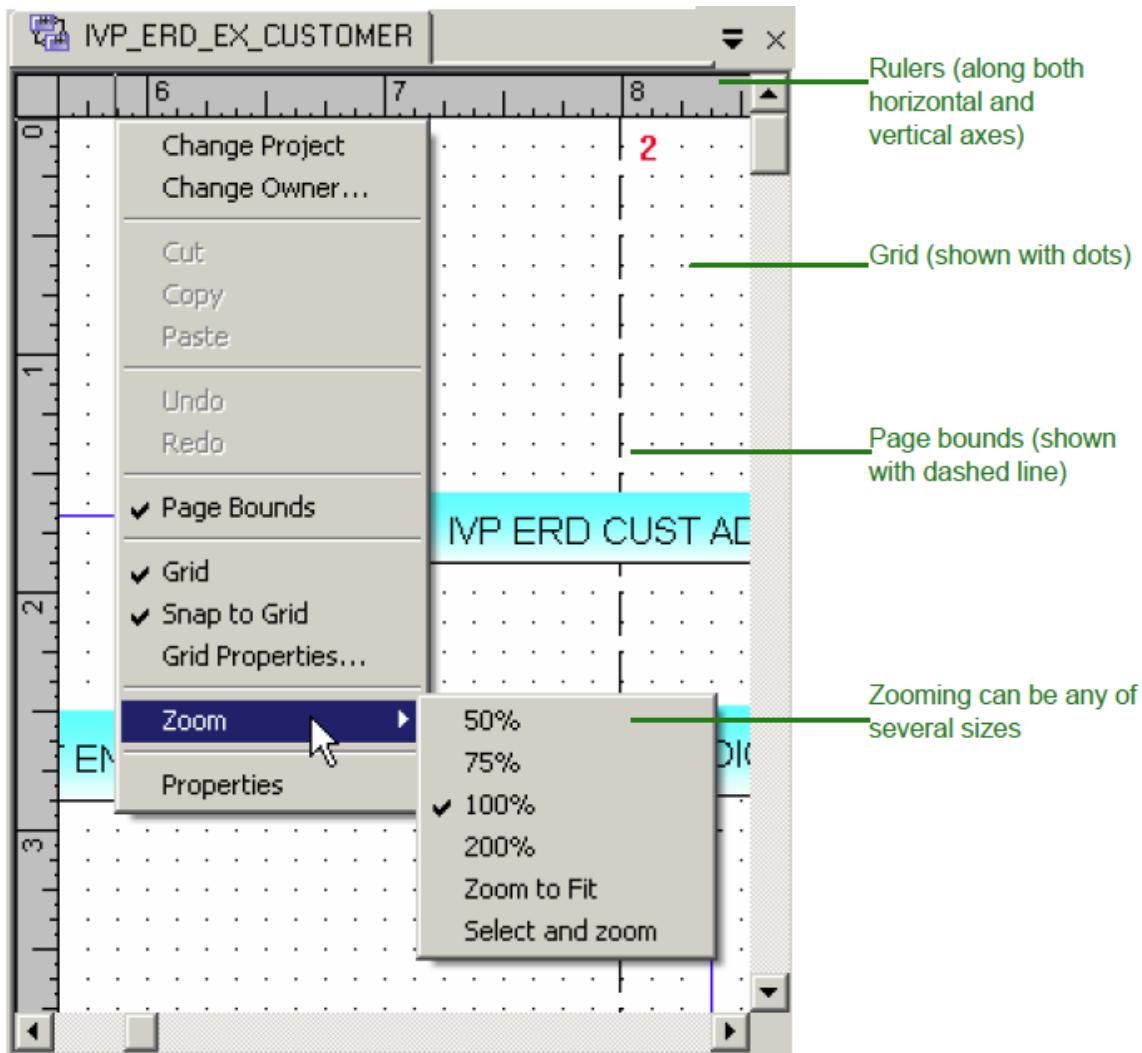 IVP_ERD_EX_CUSTOMER
6 7 8
Rulers (along both
horizontal and
vertical axes)
0
Change Project
2
Change Owner...
Cut
Grid (shown with dots)
Copy
Paste
1
Undo
Redo
Page bounds (shown
with dashed line)
Page Bounds
IVP ERD CUST AD
Grid
2
Snap to Grid
Grid Properties...
Zoom
50%
Zooming can be any of
several sizes
T EN
75%
DIC
Properties
100%
3
200%
Zoom to Fit
Select and zoom